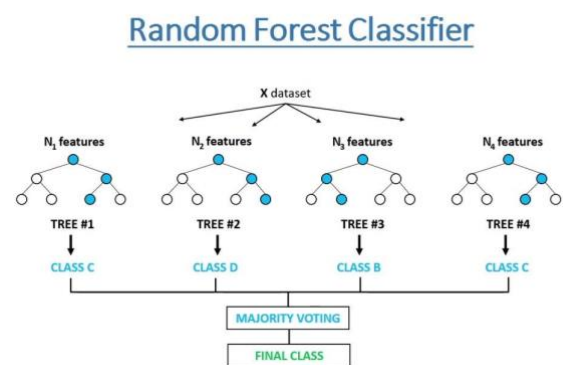 Random Forest Classifier
X dataset
N₁ features N₂ features N₃ features N₄ features
TREE #1 TREE #2 TREE #3 TREE #4
CLASS C CLASS D CLASS B CLASS C
MAJORITY VOTING
FINAL CLASS